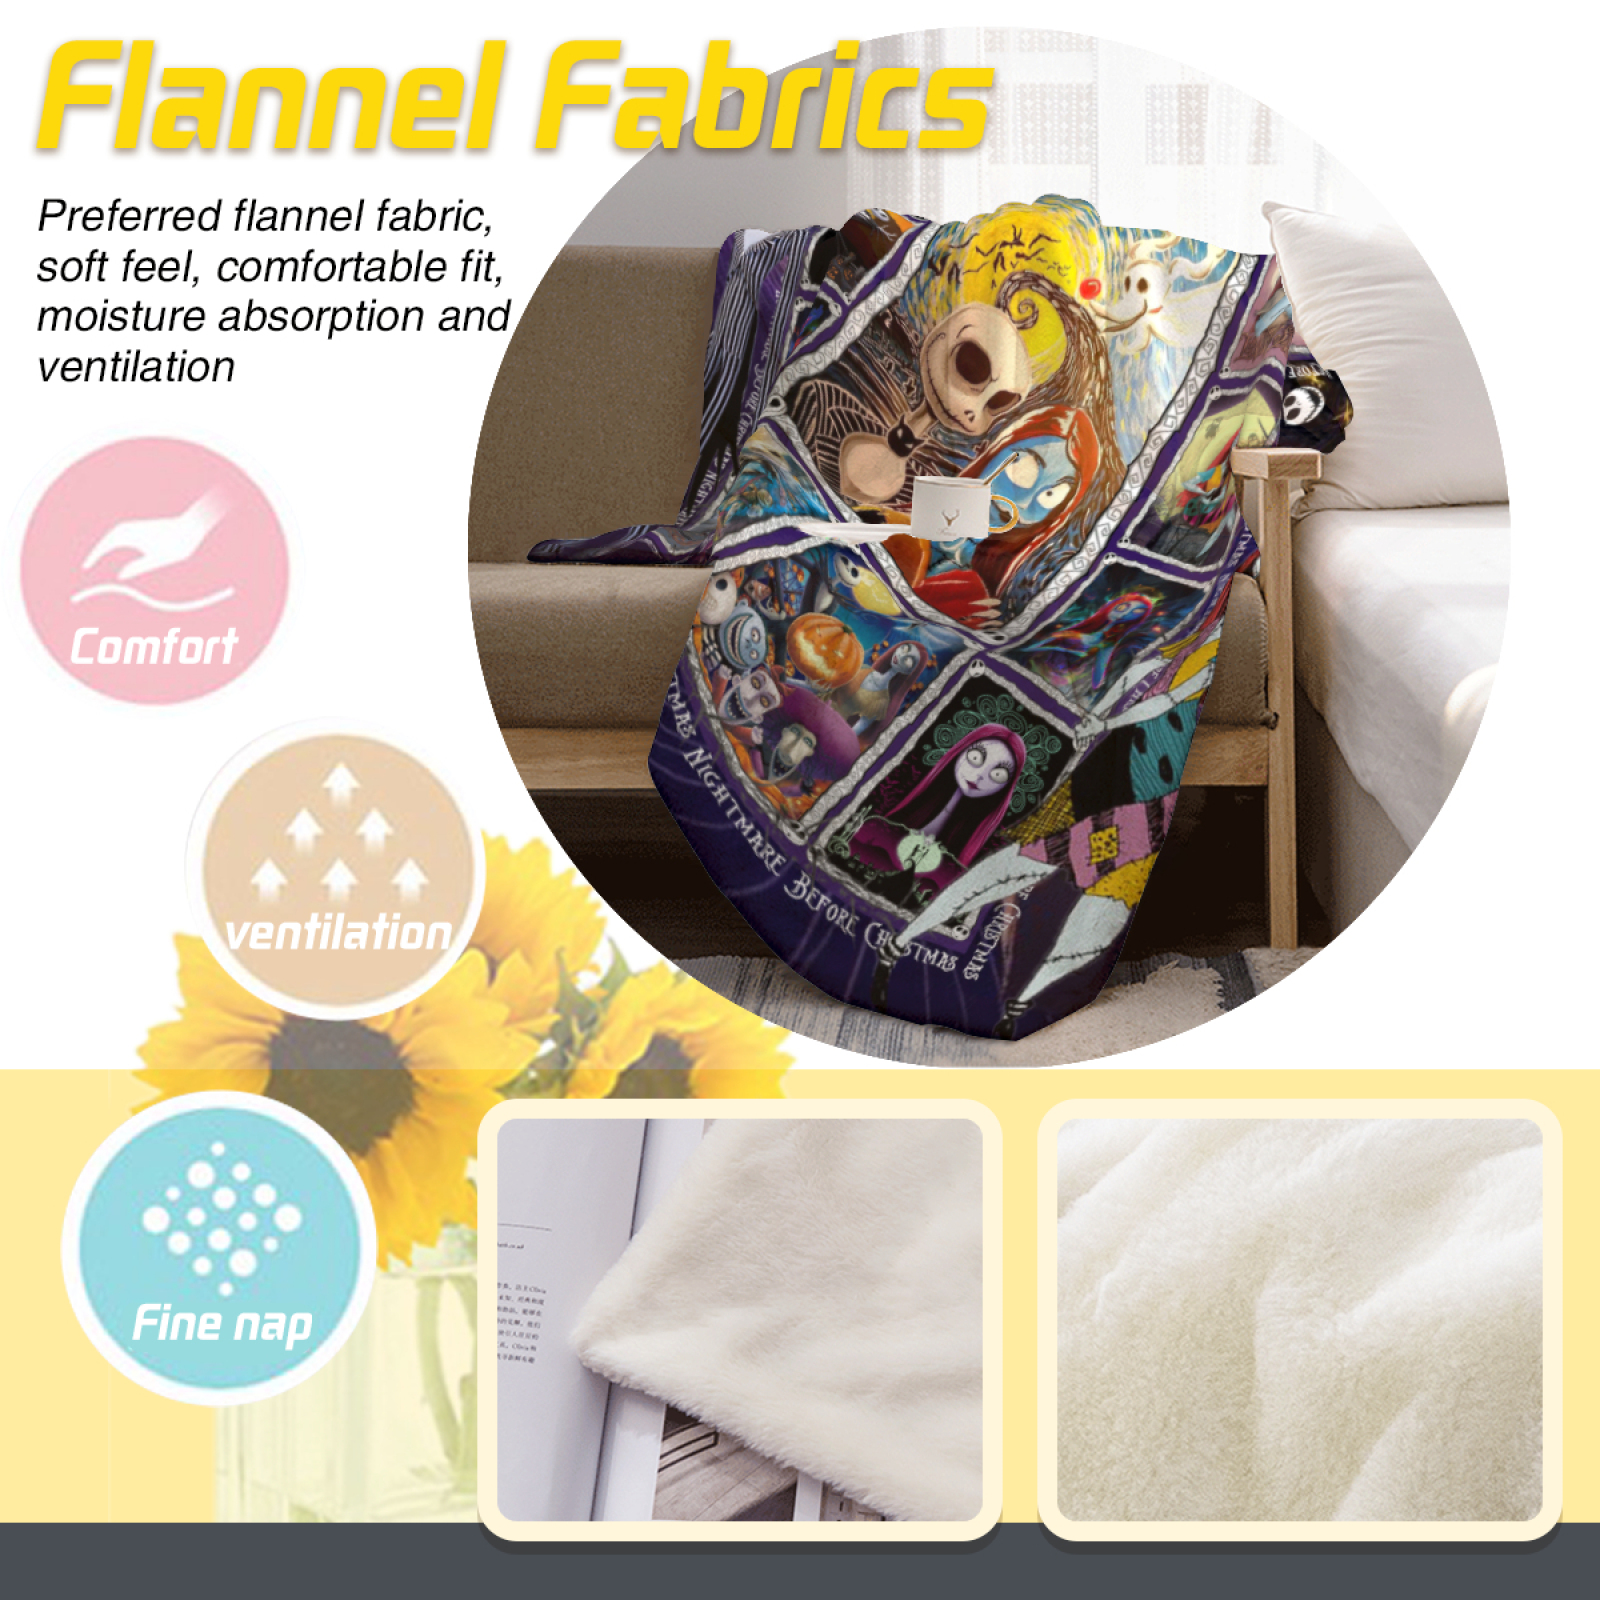 Flannel Fabrics
Preferred flannel fabric,
soft feel, comfortable fit,
moisture absorption and
ventilation
Comfort
ventilation
Fine nap
NIGHTMARE BEFORE CHRISTMAS
CHRISTMAS